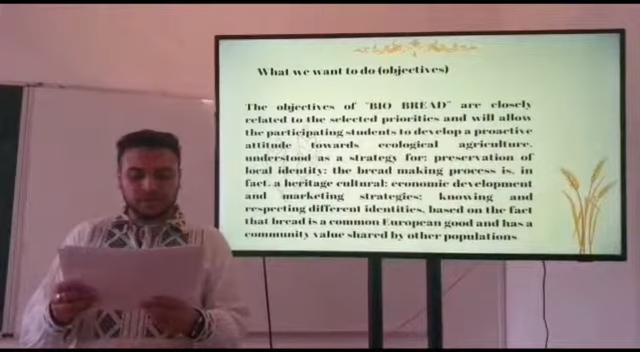 What we want to do (objectives)
The objectives of "BIO BREAD" are closely
related to the selected priorities and will allow
the participating students to develop a proactive
attitude towards ecological agriculture,
understood as a strategy for: preservation of
local identity: the bread making process is, in
fact, a heritage cultural; economic development
and marketing strategies; knowing and
respecting different identities, based on the fact
that bread is a common European good and has a
community value shared by other populations